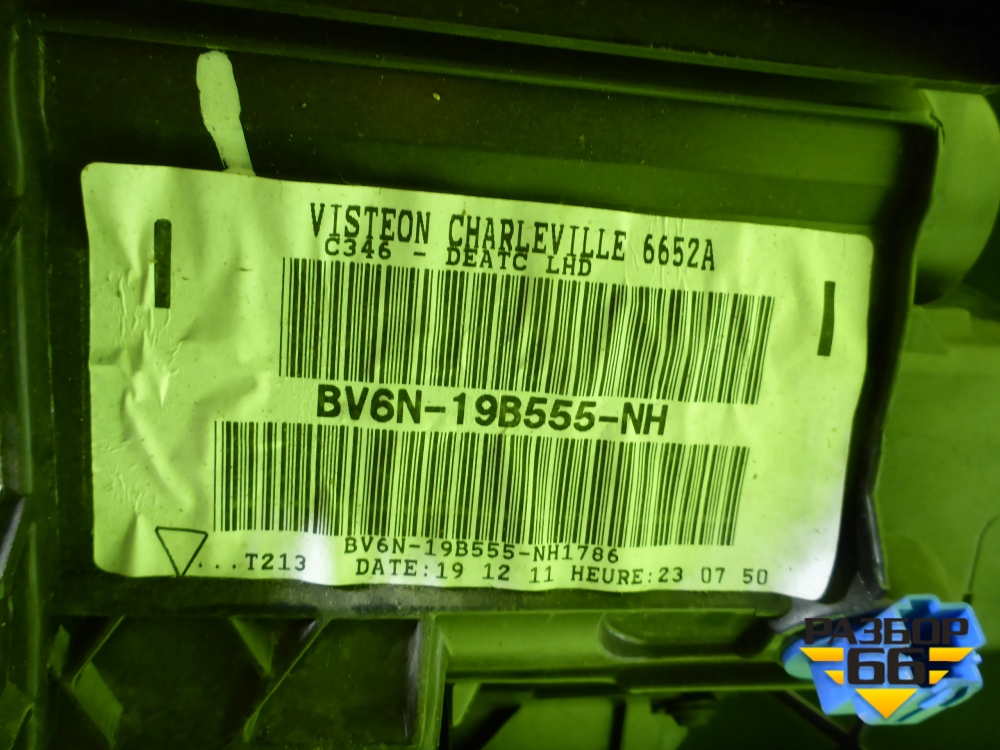 VISTEON CHARLEVILLE 6652A
C346 - DEATC LHD
BV6N-19B555-NH
BV6N-19B555-NH1786
...T213 DATE:19 12 11 HEURE:23 07 50
РАЗБОР
66